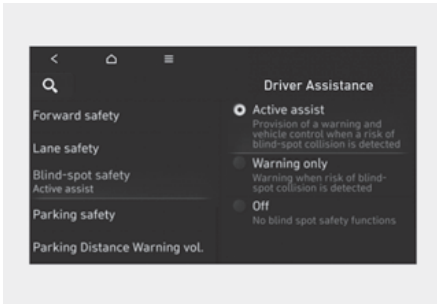 Driver Assistance
Forward safety
Lane safety
Blind-spot safety
Active assist
Parking safety
Parking Distance Warning vol.
Active assist
Provision of a warning and
vehicle control when a risk of
blind-spot collision is detected
Warning only
Warning when risk of blind-
spot collision is detected
Off
No blind spot safety functions